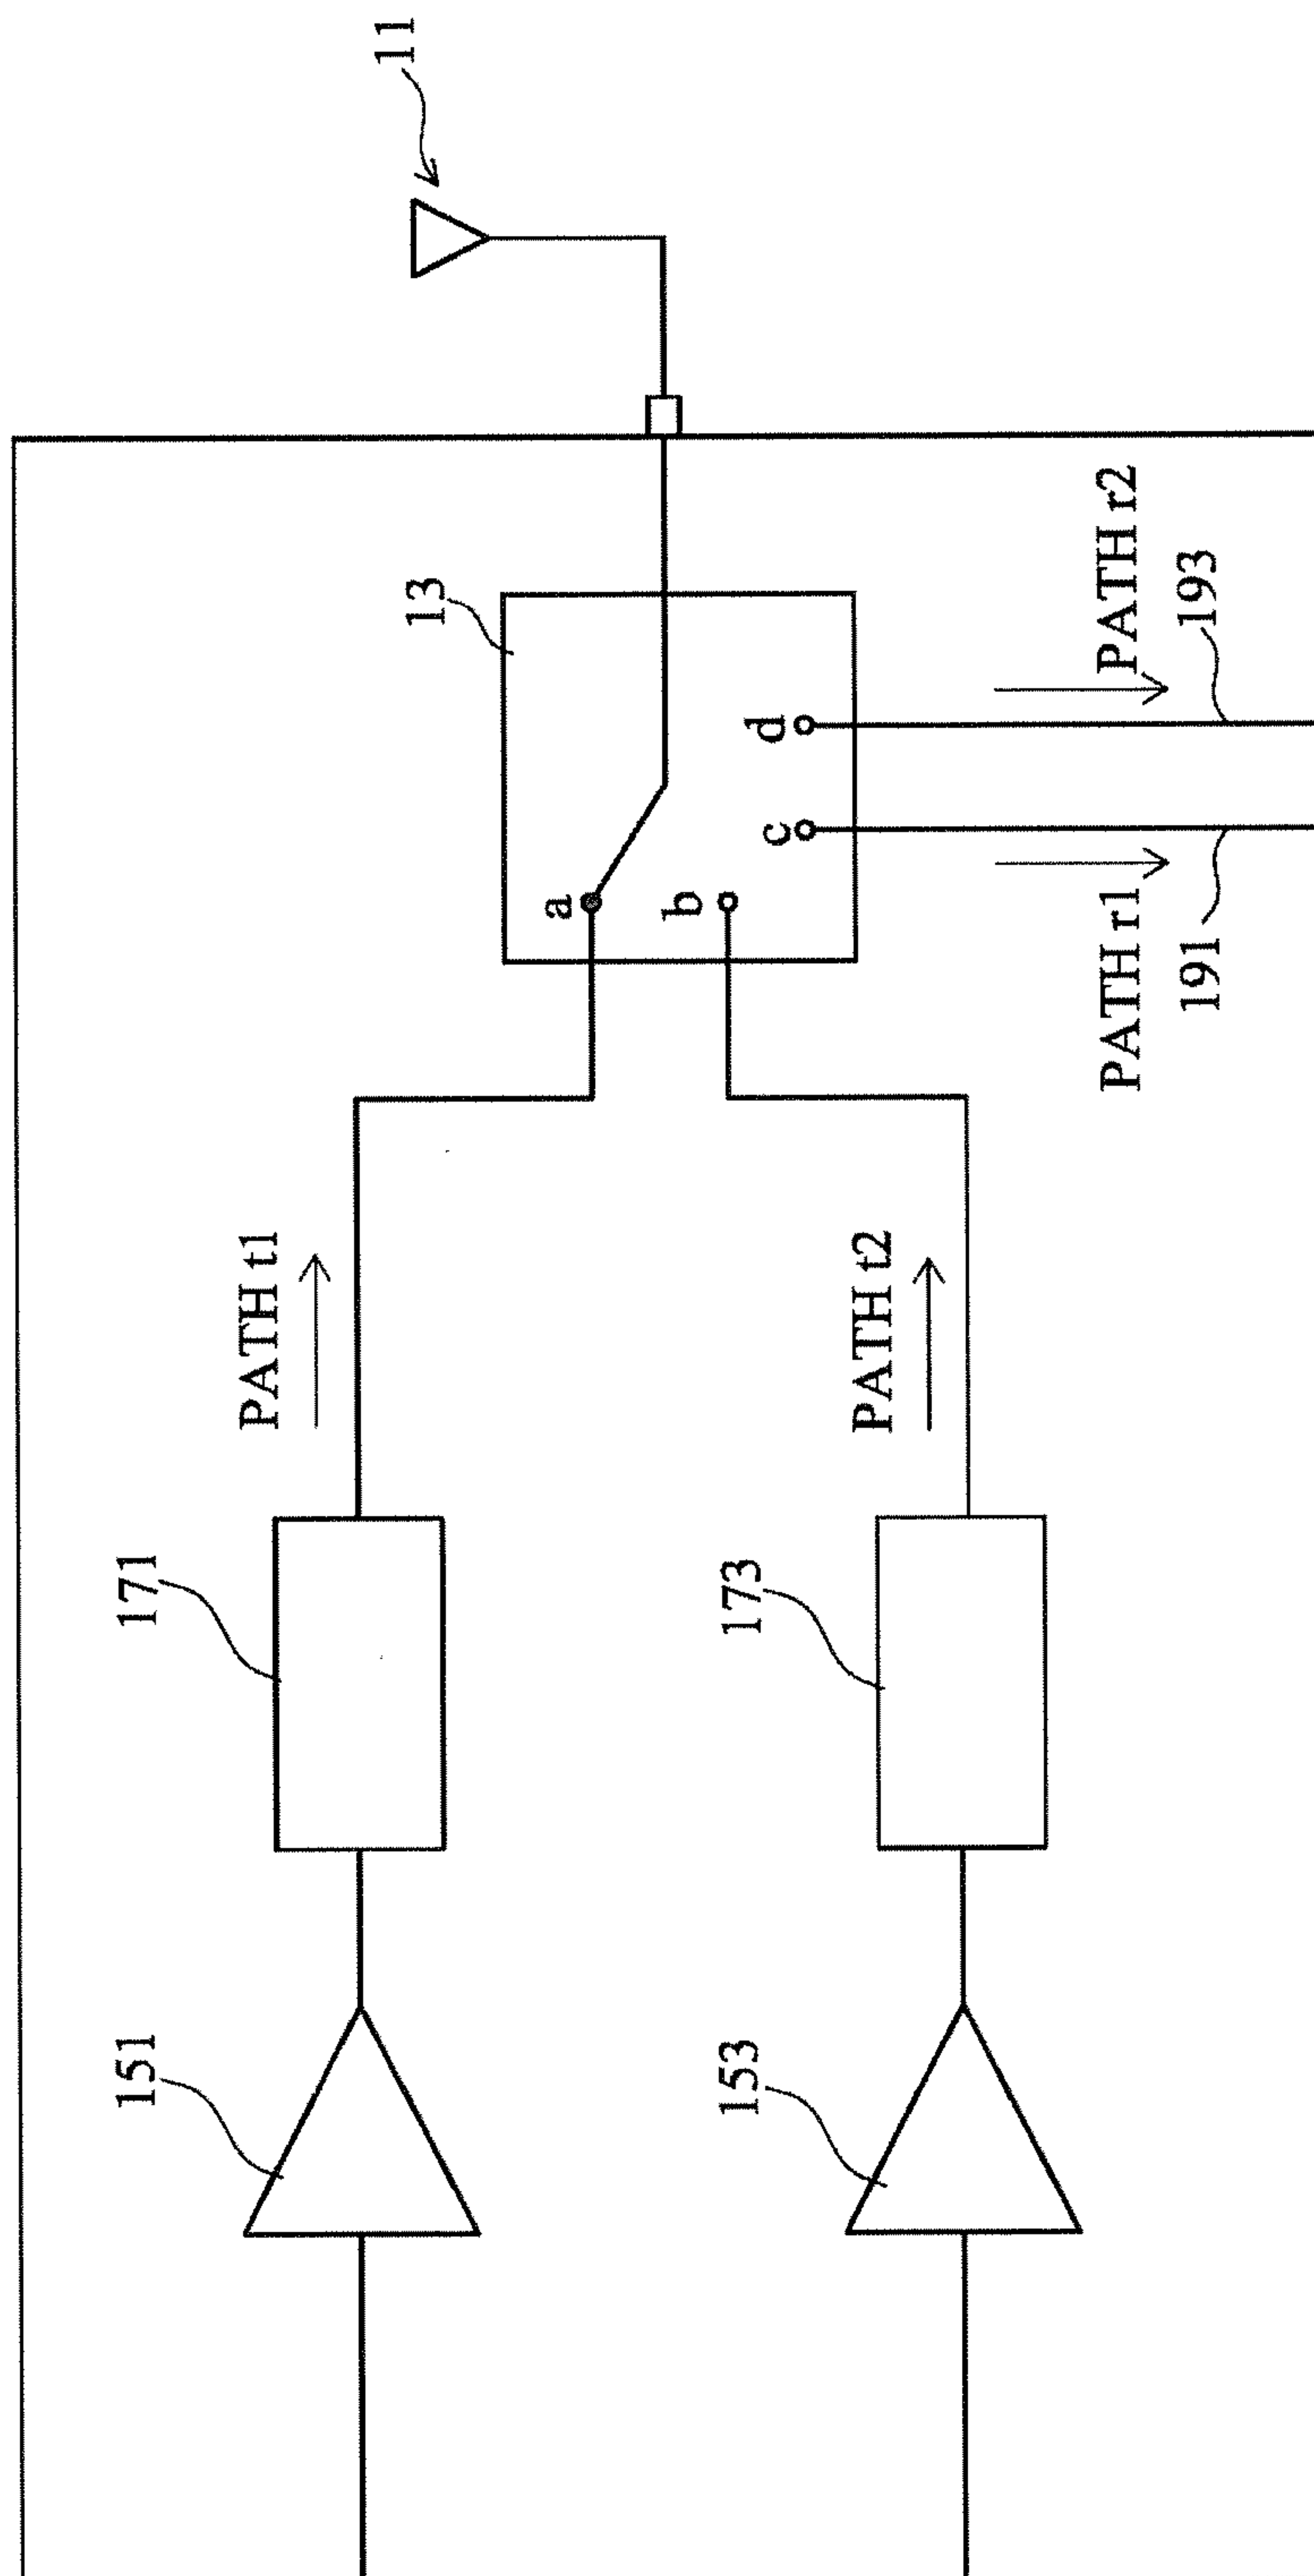 11
13
a
b
c
d
PATH t1
PATH t2
PATH r1
PATH r2
191
193
171
173
151
153